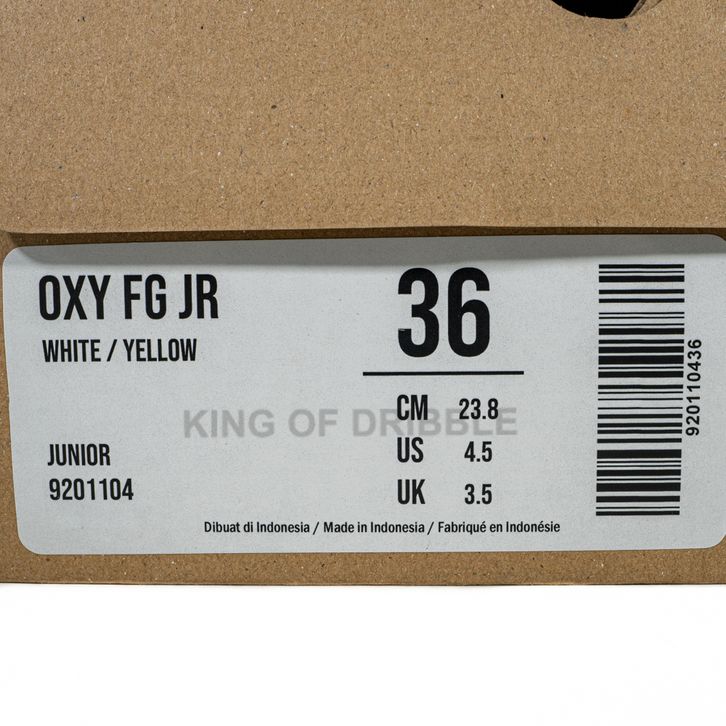 OXY FG JR
WHITE / YELLOW
JUNIOR
9201104
36
CM 23.8
US 4.5
UK 3.5
KING OF DRIBBLE
Dibuat di Indonesia / Made in Indonesia / Fabriqué en Indonésie
920110436